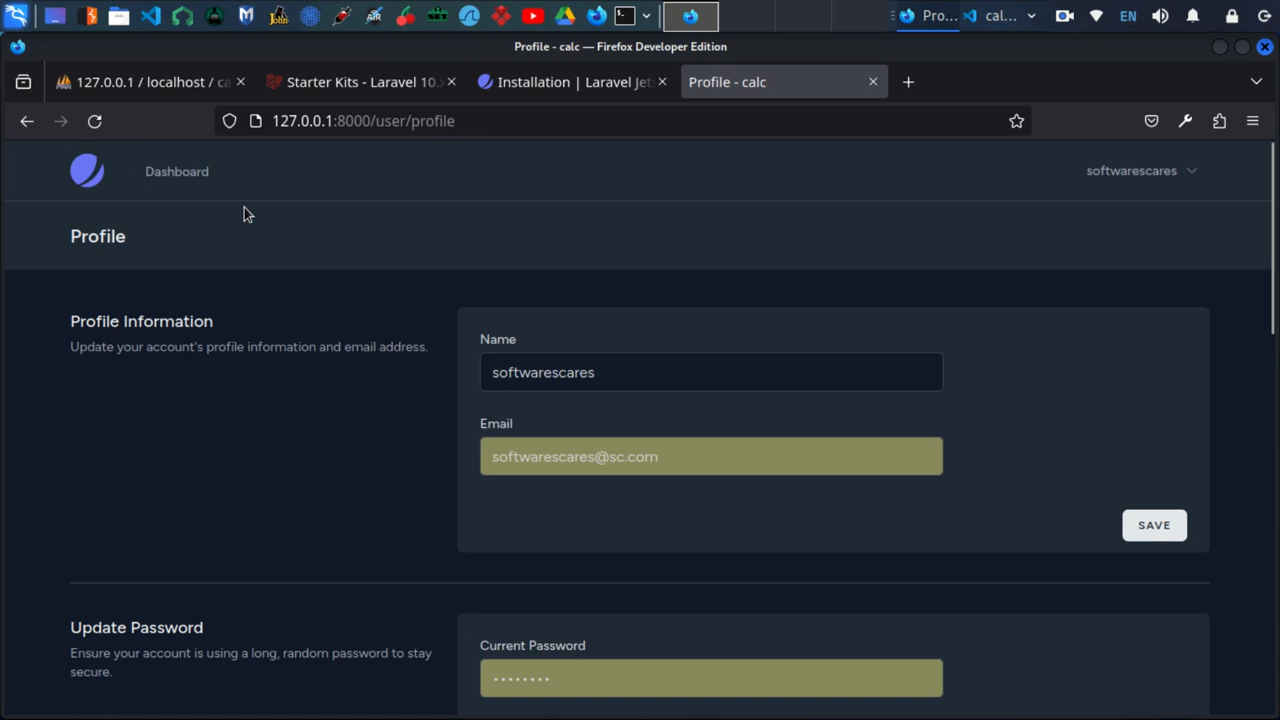 Pro...
cal...
EN
Profile - calc — Firefox Developer Edition
127.0.0.1 / localhost / ca
Starter Kits - Laravel 10.
Installation | Laravel Jet
Profile - calc
127.0.0.1:8000/user/profile
Dashboard
softwarescares
Profile
Profile Information
Update your account's profile information and email address.
Name
softwarescares
Email
softwarescares@sc.com
SAVE
Update Password
Ensure your account is using a long, random password to stay
secure.
Current Password
••••••••